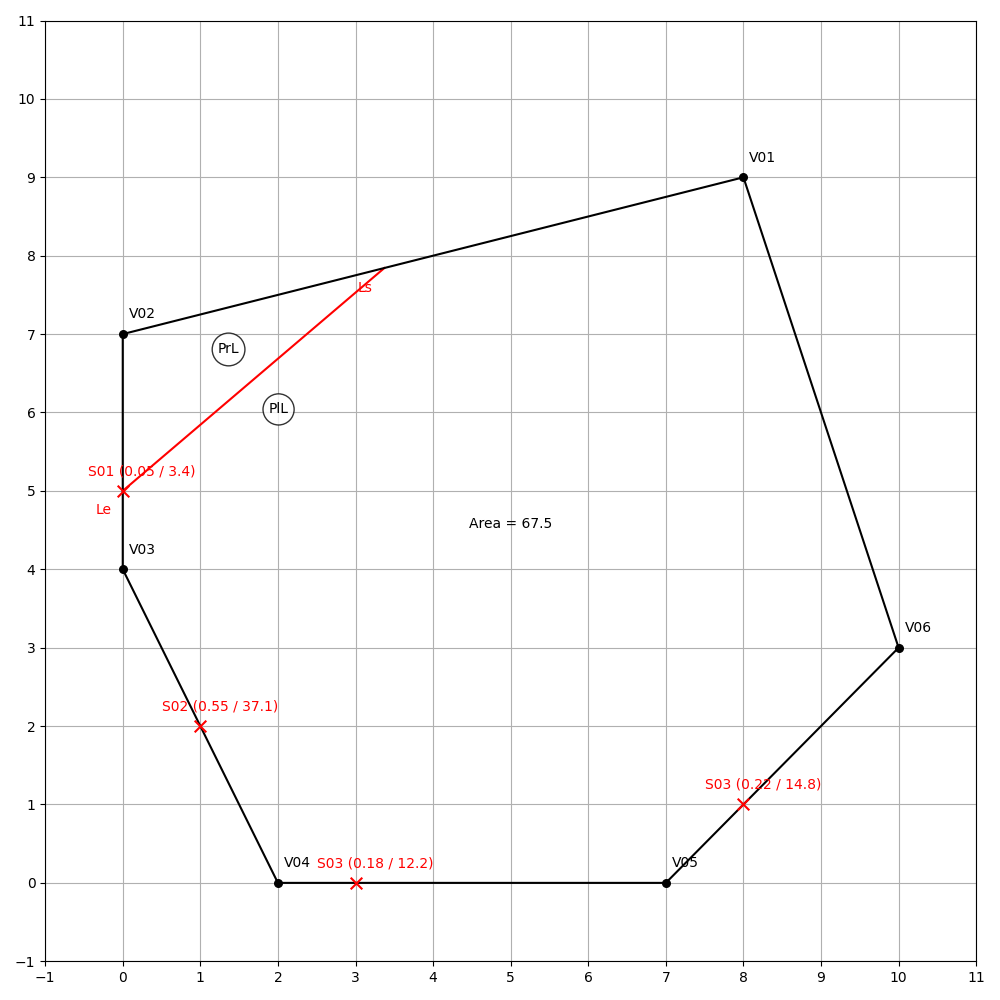 11
10
9
8
7
6
5
4
3
2
1
0
−1
V01
V02
Ls
PrL
PlL
S01 (0.05 / 3.4)
Le
Area = 67.5
V03
V06
S02 (0.55 / 37.1)
S03 (0.22 / 14.8)
V04
S03 (0.18 / 12.2)
V05
−1 0 1 2 3 4 5 6 7 8 9 10 11